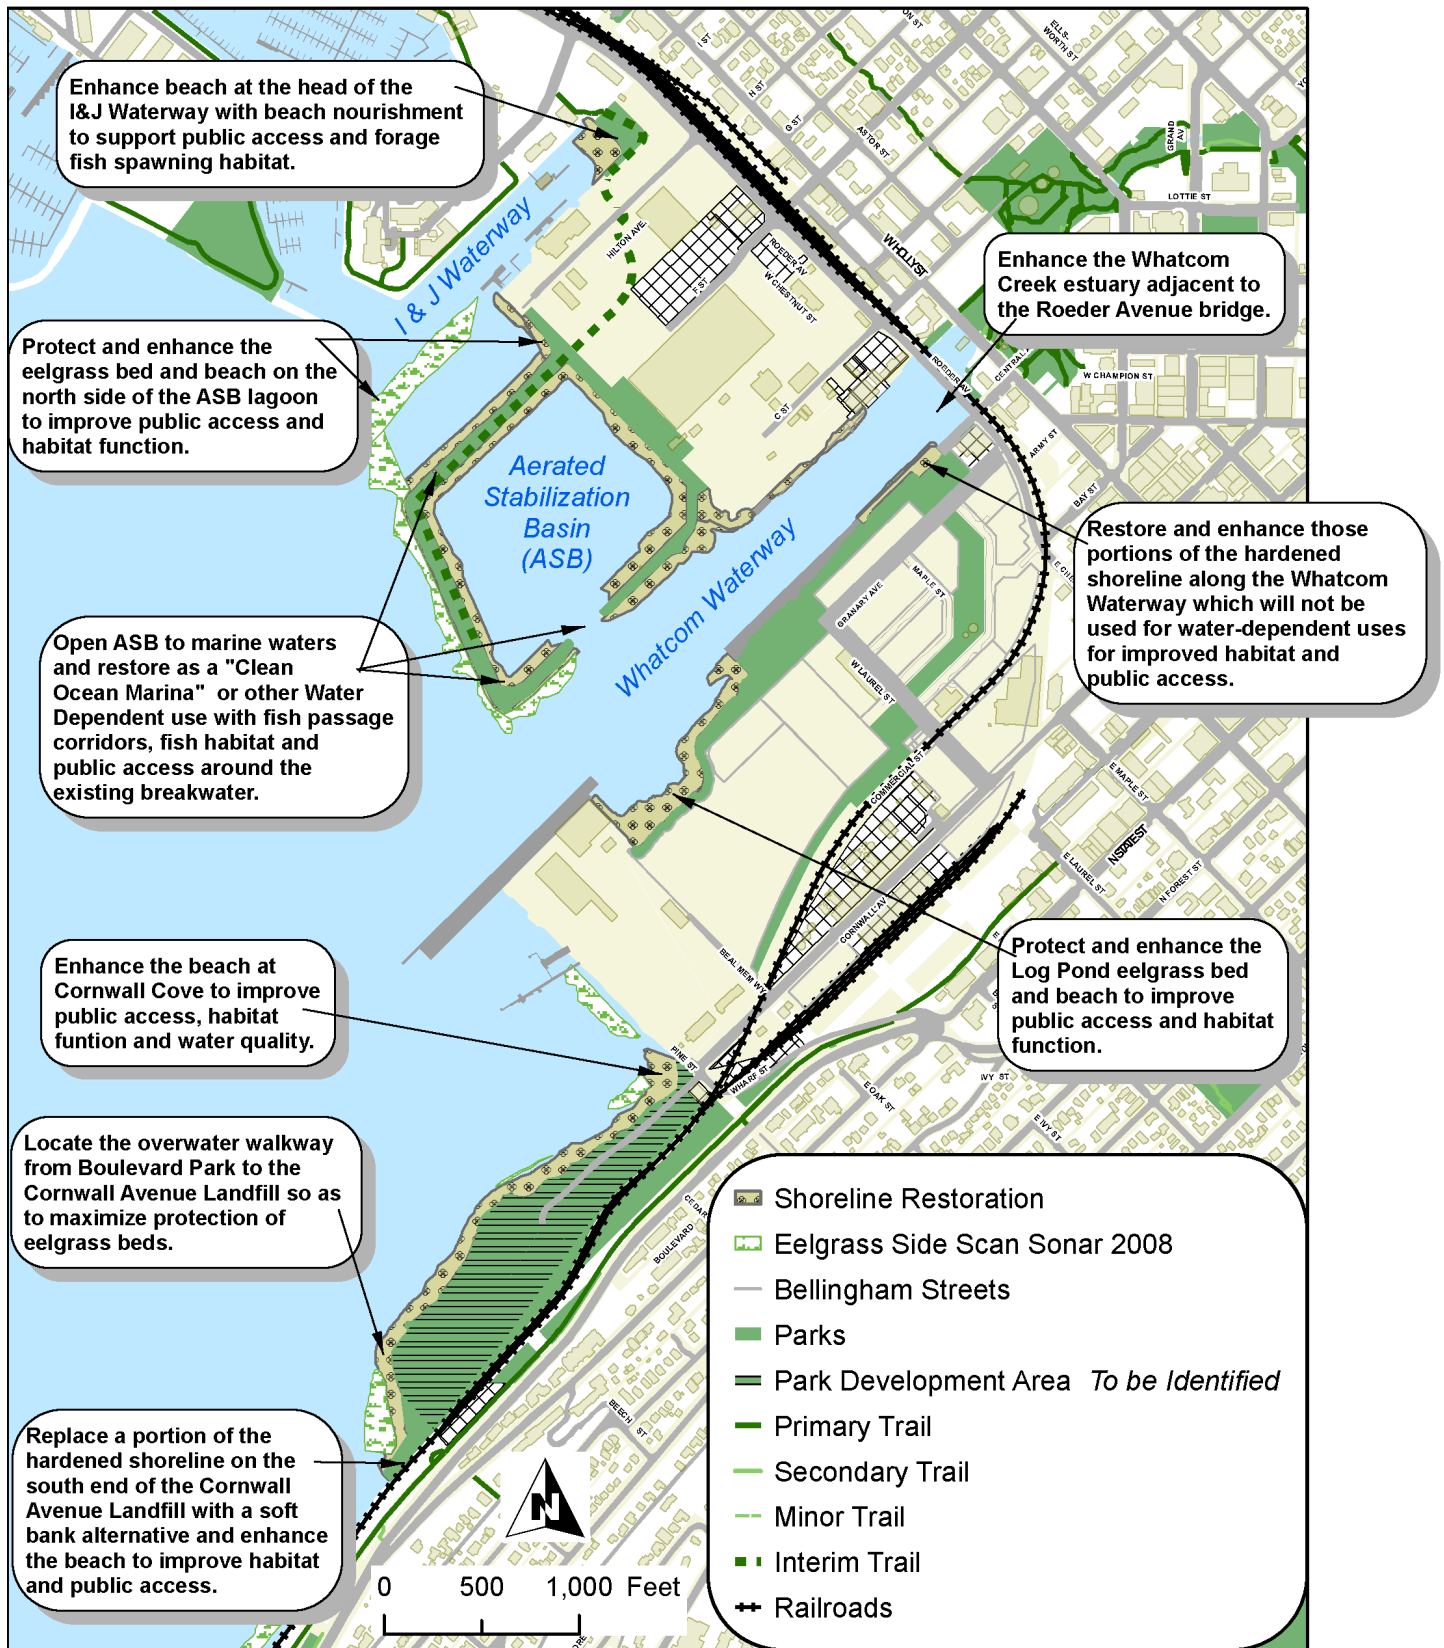 Enhance beach at the head of the
I&J Waterway with beach nourishment
to support public access and forage
fish spawning habitat.
I ST
H ST
G ST
ASTOR ST
ELLS-
WORTH ST
GRAND
AV
LOTTIE ST
W HOLLY ST
Enhance the Whatcom
Creek estuary adjacent to
the Roeder Avenue bridge.
I & J Waterway
HILTON AVE.
F ST
ROEDER AV
W CHESTNUT ST
C ST
ROEDER AV
CENTRAL A
W CHAMPION ST
ARMY ST
BAY ST
E CHE
Protect and enhance the
eelgrass bed and beach on the
north side of the ASB lagoon
to improve public access and
habitat function.
Aerated
Stabilization
Basin
(ASB)
Whatcom Waterway
Restore and enhance those
portions of the hardened
shoreline along the Whatcom
Waterway which will not be
used for water-dependent uses
for improved habitat and
public access.
MAPLE ST
GRANARY AVE
W LAUREL ST
COMMERCIAL ST
Open ASB to marine waters
and restore as a "Clean
Ocean Marina"  or other Water
Dependent use with fish passage
corridors, fish habitat and
public access around the
existing breakwater.
E MAPLE ST
N STATE ST
E LAUREL ST
N FOREST ST
CORNWALL AV
BEAL MEM WY
Protect and enhance the
Log Pond eelgrass bed
and beach to improve
public access and habitat
function.
Enhance the beach at
Cornwall Cove to improve
public access, habitat
funtion and water quality.
PINE ST
WHARF ST
E OAK ST
IVY ST
E IVY ST
Locate the overwater walkway
from Boulevard Park to the
Cornwall Avenue Landfill so as
to maximize protection of
eelgrass beds.
CEDAR
BOULEVARD
BEECH
ST
Replace a portion of the
hardened shoreline on the
south end of the Cornwall
Avenue Landfill with a soft
bank alternative and enhance
the beach to improve habitat
and public access.
N
0 500 1,000 Feet
Shoreline Restoration
Eelgrass Side Scan Sonar 2008
Bellingham Streets
Parks
Park Development Area To be Identified
Primary Trail
Secondary Trail
Minor Trail
Interim Trail
Railroads